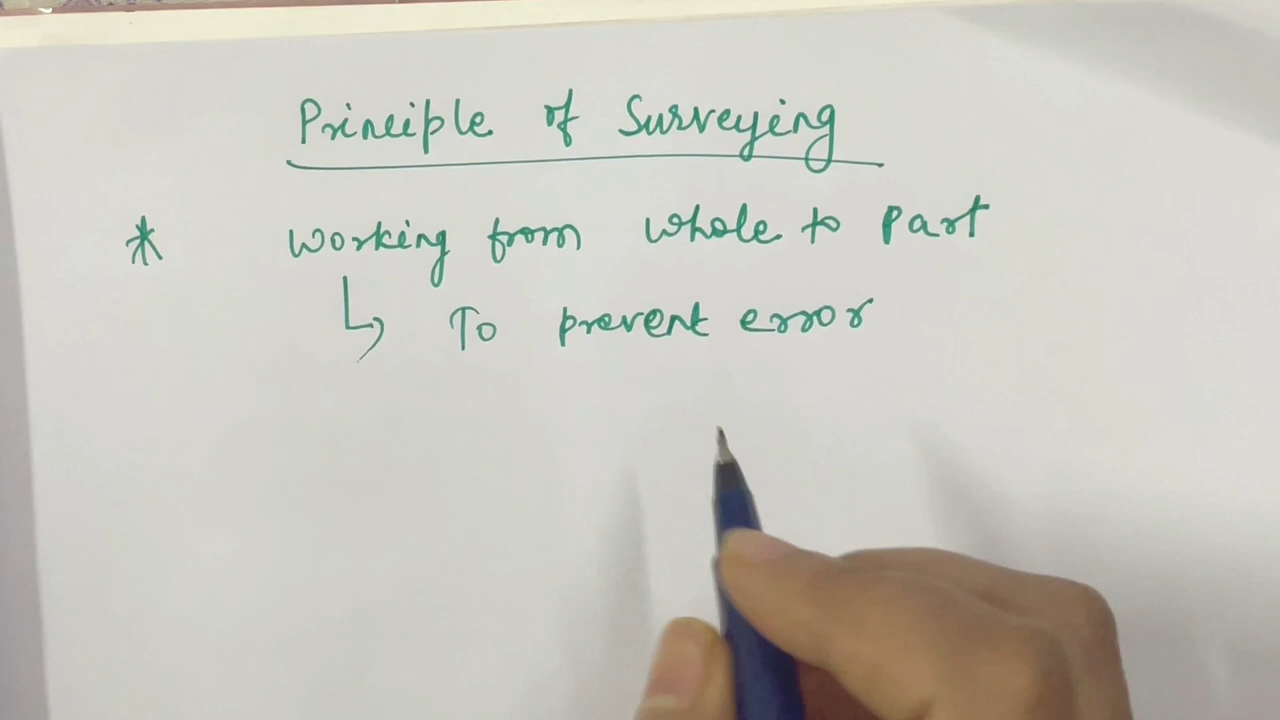 Principle of Surveying
* Working from whole to part
↳ To prevent error